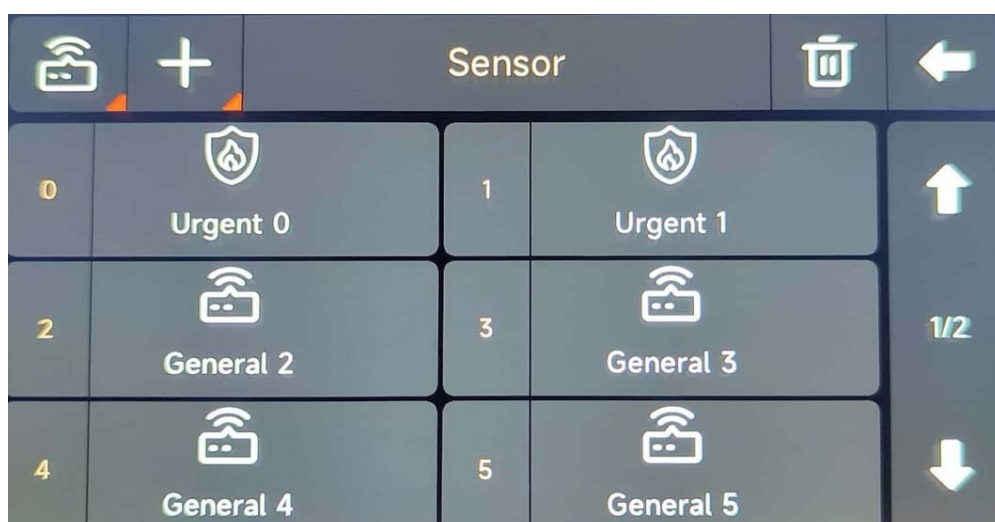 Sensor
0
Urgent 0
1
Urgent 1
2
General 2
3
General 3
1/2
4
General 4
5
General 5